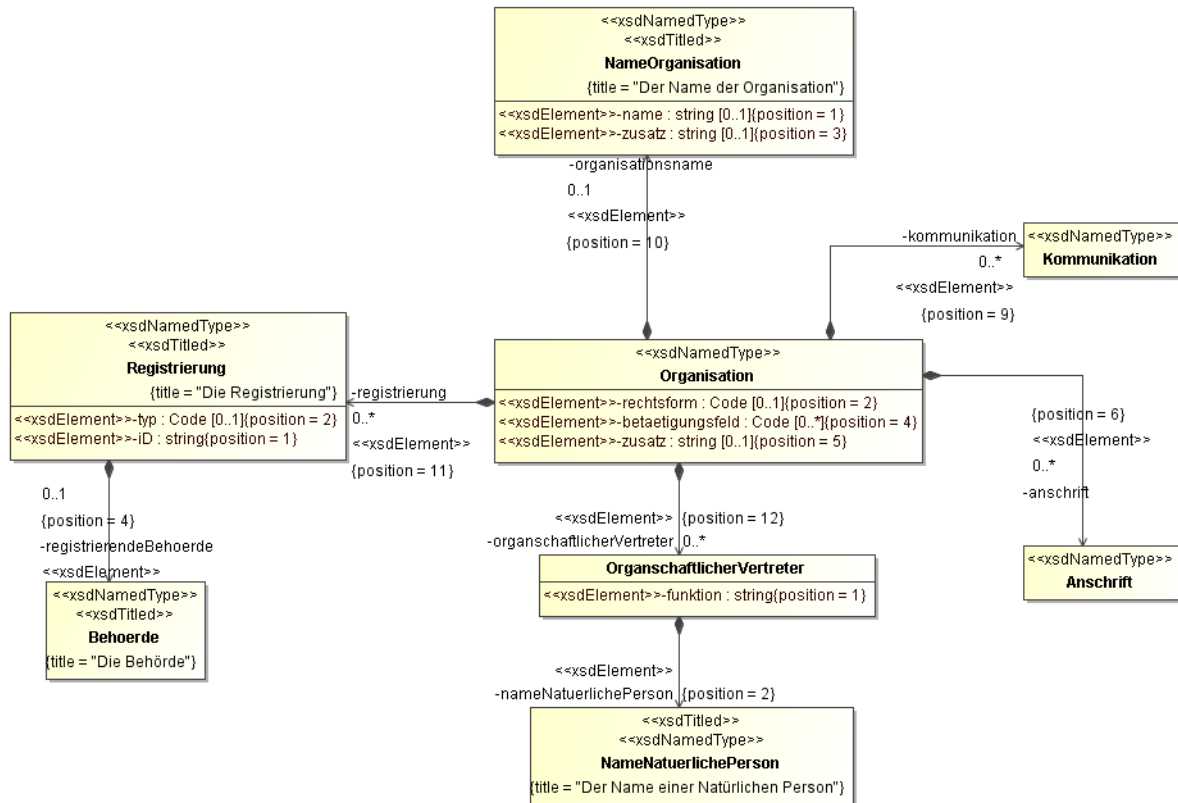 <<xsdNamedType>>
<<xsdTitled>>
NameOrganisation
{title = "Der Name der Organisation"}
<<xsdElement>>-name : string [0..1]{position = 1}
<<xsdElement>>-zusatz : string [0..1]{position = 3}
-organisationsname
0..1
<<xsdElement>>
{position = 10}
-kommunikation
0..*
<<xsdElement>>
{position = 9}
<<xsdNamedType>>
Kommunikation
<<xsdNamedType>>
<<xsdTitled>>
Registrierung
{title = "Die Registrierung"}
<<xsdElement>>-typ : Code [0..1]{position = 2}
<<xsdElement>>-iD : string{position = 1}
-registrierung
0..*
<<xsdElement>>
{position = 11}
<<xsdNamedType>>
Organisation
<<xsdElement>>-rechtsform : Code [0..1]{position = 2}
<<xsdElement>>-betaetigungsfeld : Code [0..*]{position = 4}
<<xsdElement>>-zusatz : string [0..1]{position = 5}
{position = 6}
<<xsdElement>>
0..*
-anschrift
0..1
{position = 4}
-registrierendeBehoerde
<<xsdElement>>
<<xsdElement>> {position = 12}
-organschaftlicherVertreter 0..*
<<xsdNamedType>>
Anschrift
OrganschaftlicherVertreter
<<xsdElement>>-funktion : string{position = 1}
<<xsdNamedType>>
<<xsdTitled>>
Behoerde
{title = "Die Behörde"}
<<xsdElement>>
-nameNatuerlichePerson {position = 2}
<<xsdTitled>>
<<xsdNamedType>>
NameNatuerlichePerson
{title = "Der Name einer Natürlichen Person"}